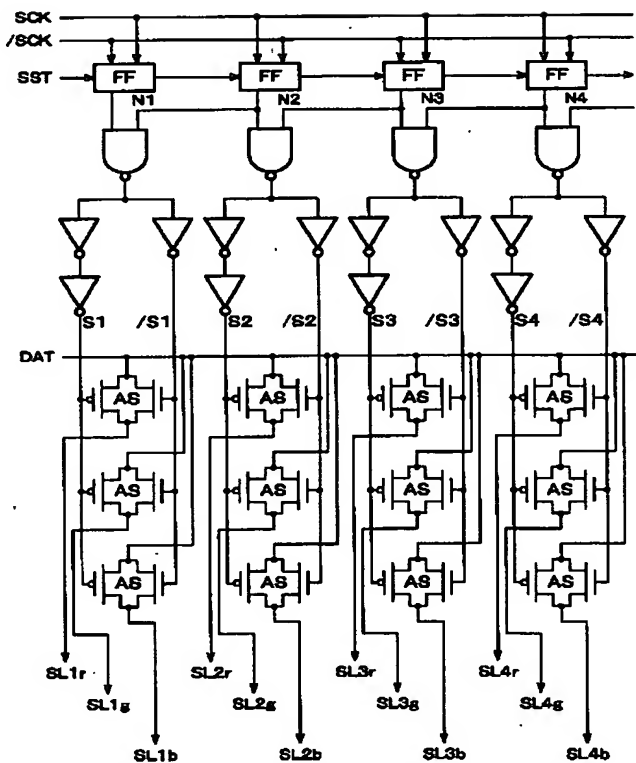 SCK
/SCK
SST FF FF FF FF
N1 N2 N3 N4
S1 /S1 S2 /S2 S3 /S3 S4 /S4
DAT
AS AS AS AS
AS AS AS AS
AS AS AS AS
SL1r SL2r SL3r SL4r
SL1g SL2g SL3g SL4g
SL1b SL2b SL3b SL4b